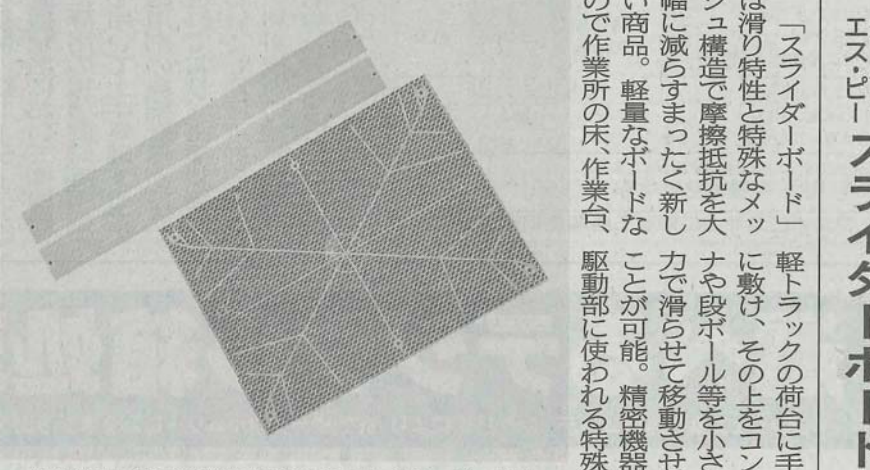 エス・ピー
スライダーボード
「スライダーボード」
は滑り特性と特殊なメッ
シュ構造で摩擦抵抗を大
幅に減らすまったく新し
い商品。軽量なボードな
ので作業所の床、作業台、
軽トラックの荷台に手
に敷け、その上をコン
ナや段ボール等を小さ
力で滑らせて移動させ
ことが可能。精密機器
駆動部に使われる特殊